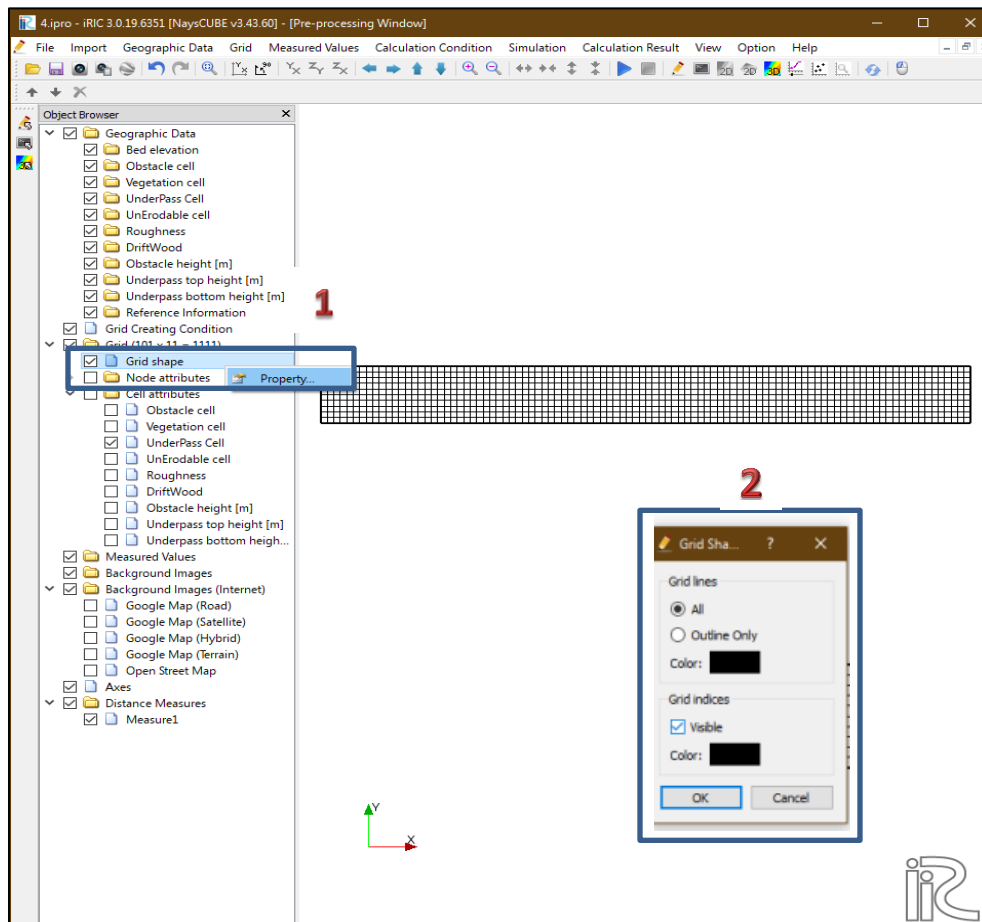 4.ipro - iRIC 3.0.19.6351 [NaysCUBE v3.43.60] - [Pre-processing Window]
File Import Geographic Data Grid Measured Values Calculation Condition Simulation Calculation Result View Option Help
Object Browser
Geographic Data
Bed elevation
Obstacle cell
Vegetation cell
UnderPass Cell
UnErodable cell
Roughness
DriftWood
Obstacle height [m]
Underpass top height [m]
Underpass bottom height [m]
Reference Information
Grid Creating Condition
Grid (101 x 11 = 1111)
Grid shape
Node attributes
Property...
Cell attributes
Obstacle cell
Vegetation cell
UnderPass Cell
UnErodable cell
Roughness
DriftWood
Obstacle height [m]
Underpass top height [m]
Underpass bottom heigh...
Measured Values
Background Images
Background Images (Internet)
Google Map (Road)
Google Map (Satellite)
Google Map (Hybrid)
Google Map (Terrain)
Open Street Map
Axes
Distance Measures
Measure1
1
2
Grid Sha... ?
Grid lines
All
Outline Only
Color:
Grid indices
Visible
Color:
OK Cancel
Y
X
iRIC